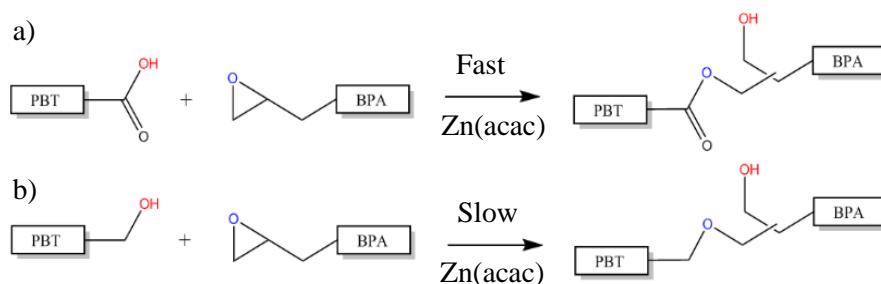 a)
OH
PBT
O
+
O
BPA
Fast
Zn(acac)
OH
O
BPA
PBT
O
b)
OH
PBT
+
O
BPA
Slow
Zn(acac)
OH
O
BPA
PBT